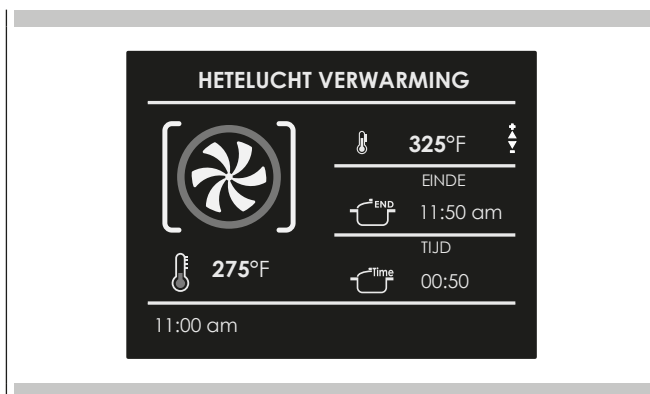 HETELUCHT VERWARMING
325°F
EINDE
END 11:50 am
275°F
TIJD
Time 00:50
11:00 am